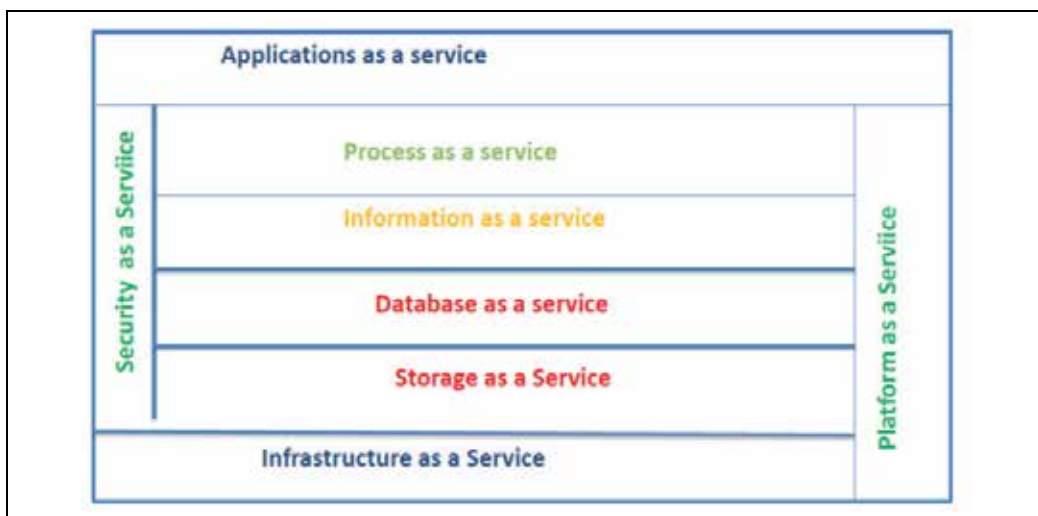 Applications as a service
Security as a Serviice
Process as a service
Information as a service
Database as a service
Storage as a Service
Platform as a Serviice
Infrastructure as a Service